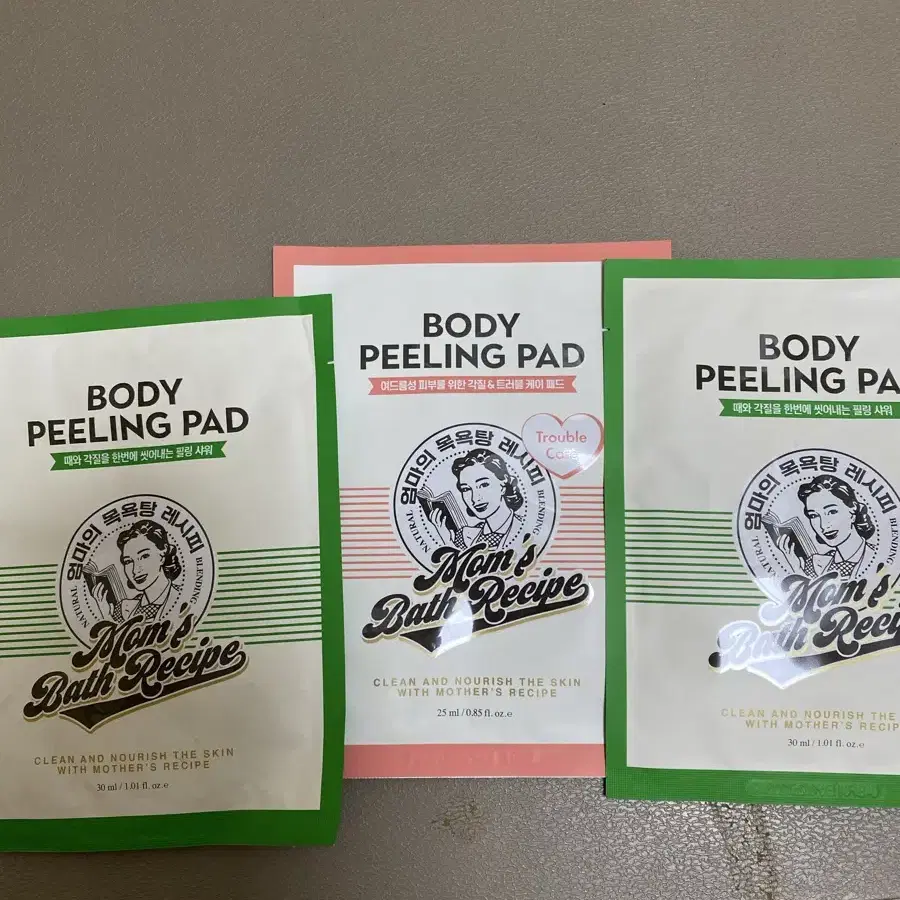 BODY
PEELING PAD
때와 각질을 한번에 씻어내는 필링 샤워
엄마의 목욕탕 레시피
NATURAL
BLENDING
Mom's
Bath Recipe
CLEAN AND NOURISH THE SKIN
WITH MOTHER'S RECIPE
30 ml / 1.01 fl. oz.e
BODY
PEELING PAD
여드름성 피부를 위한 각질 & 트러블 케어 패드
Trouble
Care
엄마의 목욕탕 레시피
NATURAL
BLENDING
Mom's
Bath Recipe
CLEAN AND NOURISH THE SKIN
WITH MOTHER'S RECIPE
25 ml / 0.85 fl. oz.e
BODY
PEELING PA
때와 각질을 한번에 씻어내는 필링 샤워
엄마의 목욕탕 레시피
NATURAL
BLENDING
Mom's
Bath Recip
CLEAN AND NOURISH THE
WITH MOTHER'S RECIP
30 ml / 1.01 fl. oz.e